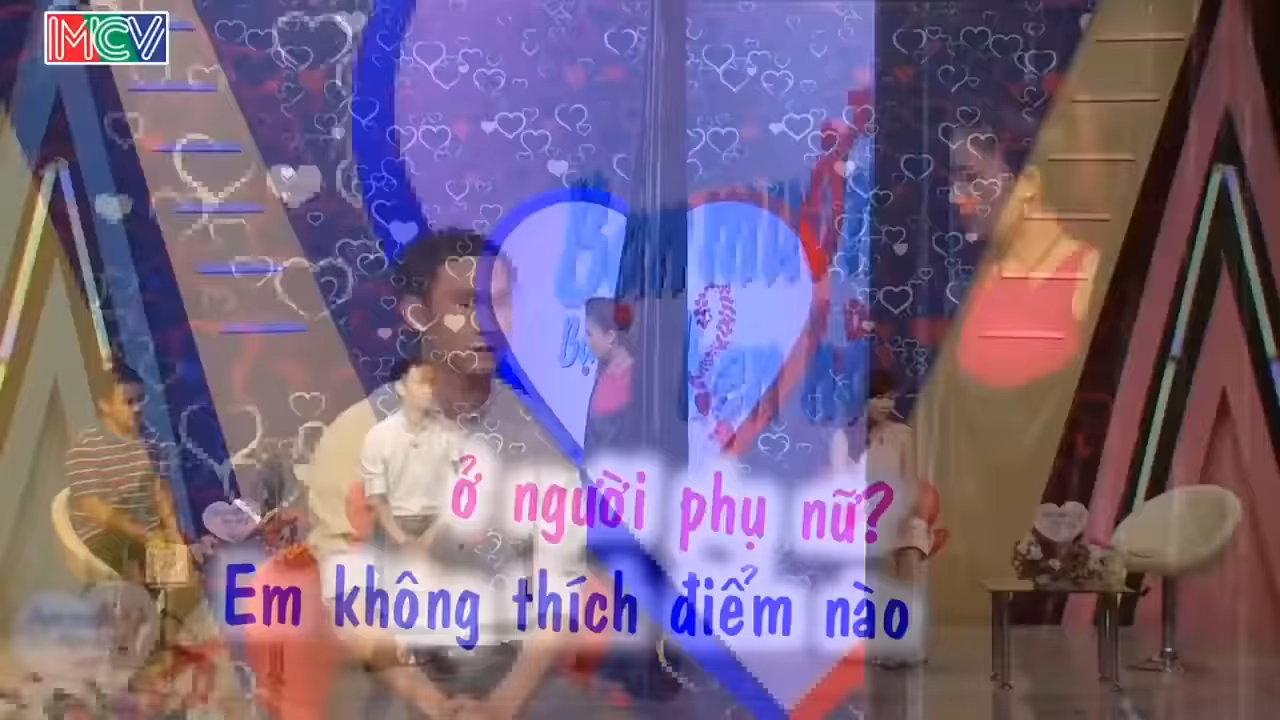 MCV
ở người phụ nữ?
Em không thích điểm nào